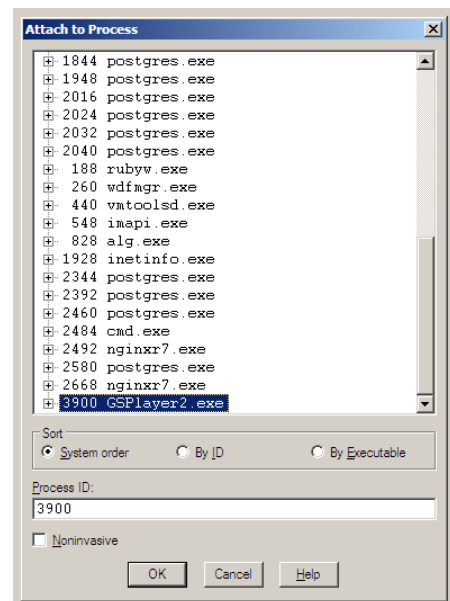 Attach to Process
1844 postgres.exe
1948 postgres.exe
2016 postgres.exe
2024 postgres.exe
2032 postgres.exe
2040 postgres.exe
188 rubyw.exe
260 wdfmgr.exe
440 vmtoolsd.exe
548 imapi.exe
828 alg.exe
1928 inetinfo.exe
2344 postgres.exe
2392 postgres.exe
2460 postgres.exe
2484 cmd.exe
2492 nginxr7.exe
2580 postgres.exe
2668 nginxr7.exe
3900 GSPlayer2.exe
Sort
System order By ID By Executable
Process ID:
3900
Noninvasive
OK Cancel Help